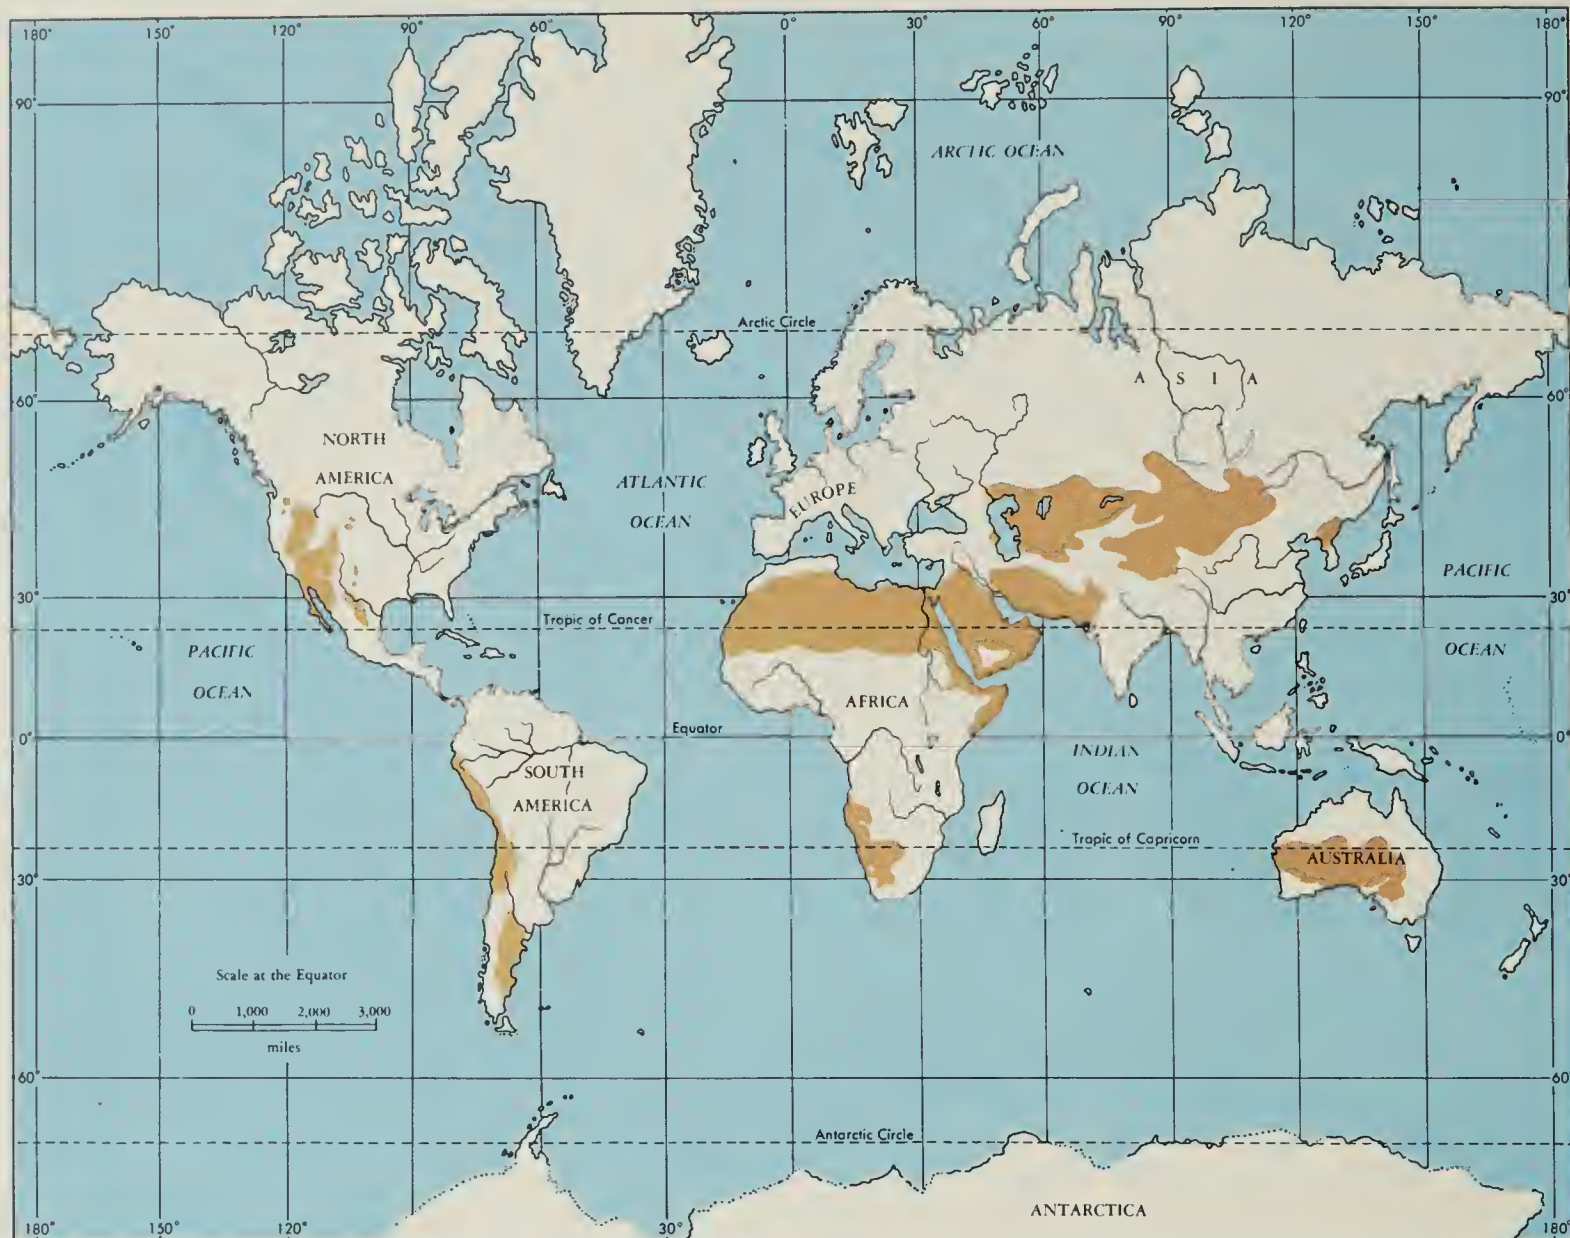 180° 150° 120° 90° 60° 0° 30° 60° 90° 120° 150° 180°
90° 90°
ARCTIC OCEAN
Arctic Circle
A S I A
60° 60°
NORTH
AMERICA
ATLANTIC
OCEAN
EUROPE
PACIFIC
OCEAN
30° 30°
Tropic of Cancer
PACIFIC
OCEAN
AFRICA
Equator
0° 0°
INDIAN
OCEAN
SOUTH
AMERICA
Tropic of Capricorn
AUSTRALIA
30° 30°
Scale at the Equator
0 1,000 2,000 3,000
miles
60° 60°
Antarctic Circle
ANTARCTICA
180° 150° 120° 30° 180°